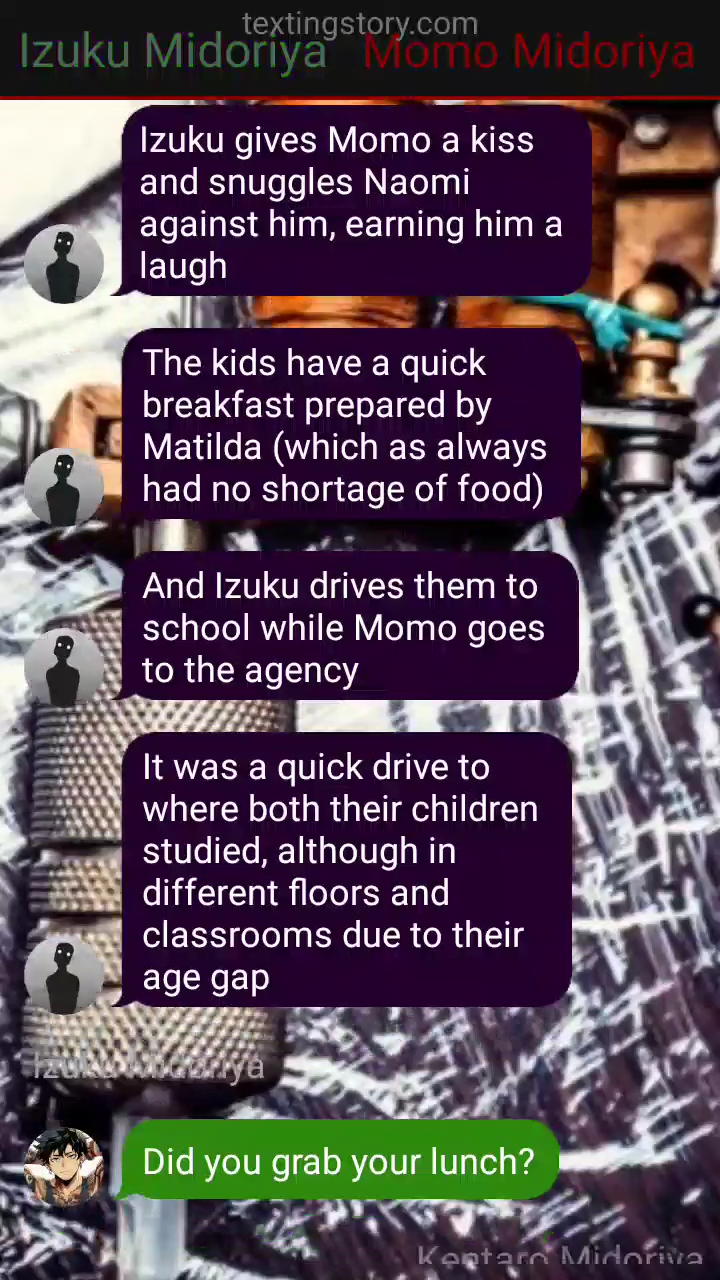 textingstory.com
Izuku Midoriya Momo Midoriya
Izuku gives Momo a kiss
and snuggles Naomi
against him, earning him a
laugh
The kids have a quick
breakfast prepared by
Matilda (which as always
had no shortage of food)
And Izuku drives them to
school while Momo goes
to the agency
It was a quick drive to
where both their children
studied, although in
different floors and
classrooms due to their
age gap
Izuku Midoriya
Did you grab your lunch?
Kentaro Midoriya